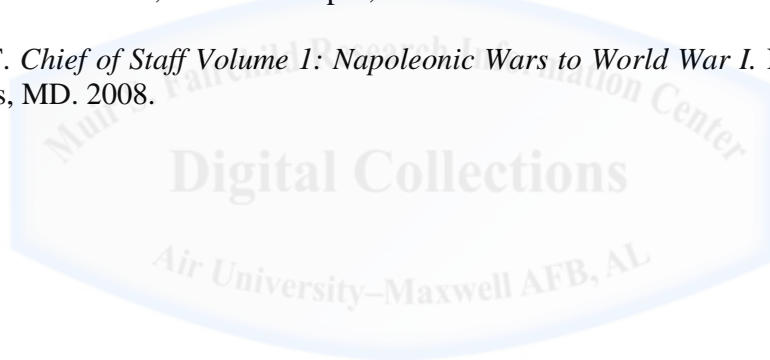 . Chief of Staff Volume 1: Napoleonic Wars to World War I.
s, MD. 2008.
Muir S. Fairchild Research Information Center
Digital Collections
Air University–Maxwell AFB, AL